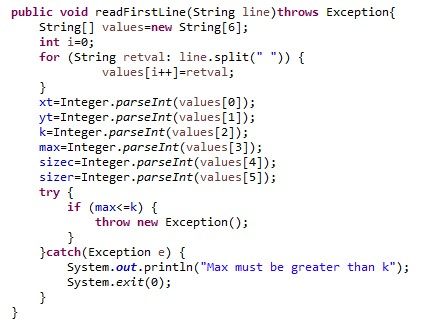 public void readFirstLine(String line)throws Exception{
    String[] values=new String[6];
    int i=0;
    for (String retval: line.split(" ")) {
            values[i++]=retval;
    }
    xt=Integer.parseInt(values[0]);
    yt=Integer.parseInt(values[1]);
    k=Integer.parseInt(values[2]);
    max=Integer.parseInt(values[3]);
    sizec=Integer.parseInt(values[4]);
    sizer=Integer.parseInt(values[5]);
    try {
        if (max<=k) {
            throw new Exception();
        }
    }catch(Exception e) {
        System.out.println("Max must be greater than k");
        System.exit(0);
    }
}